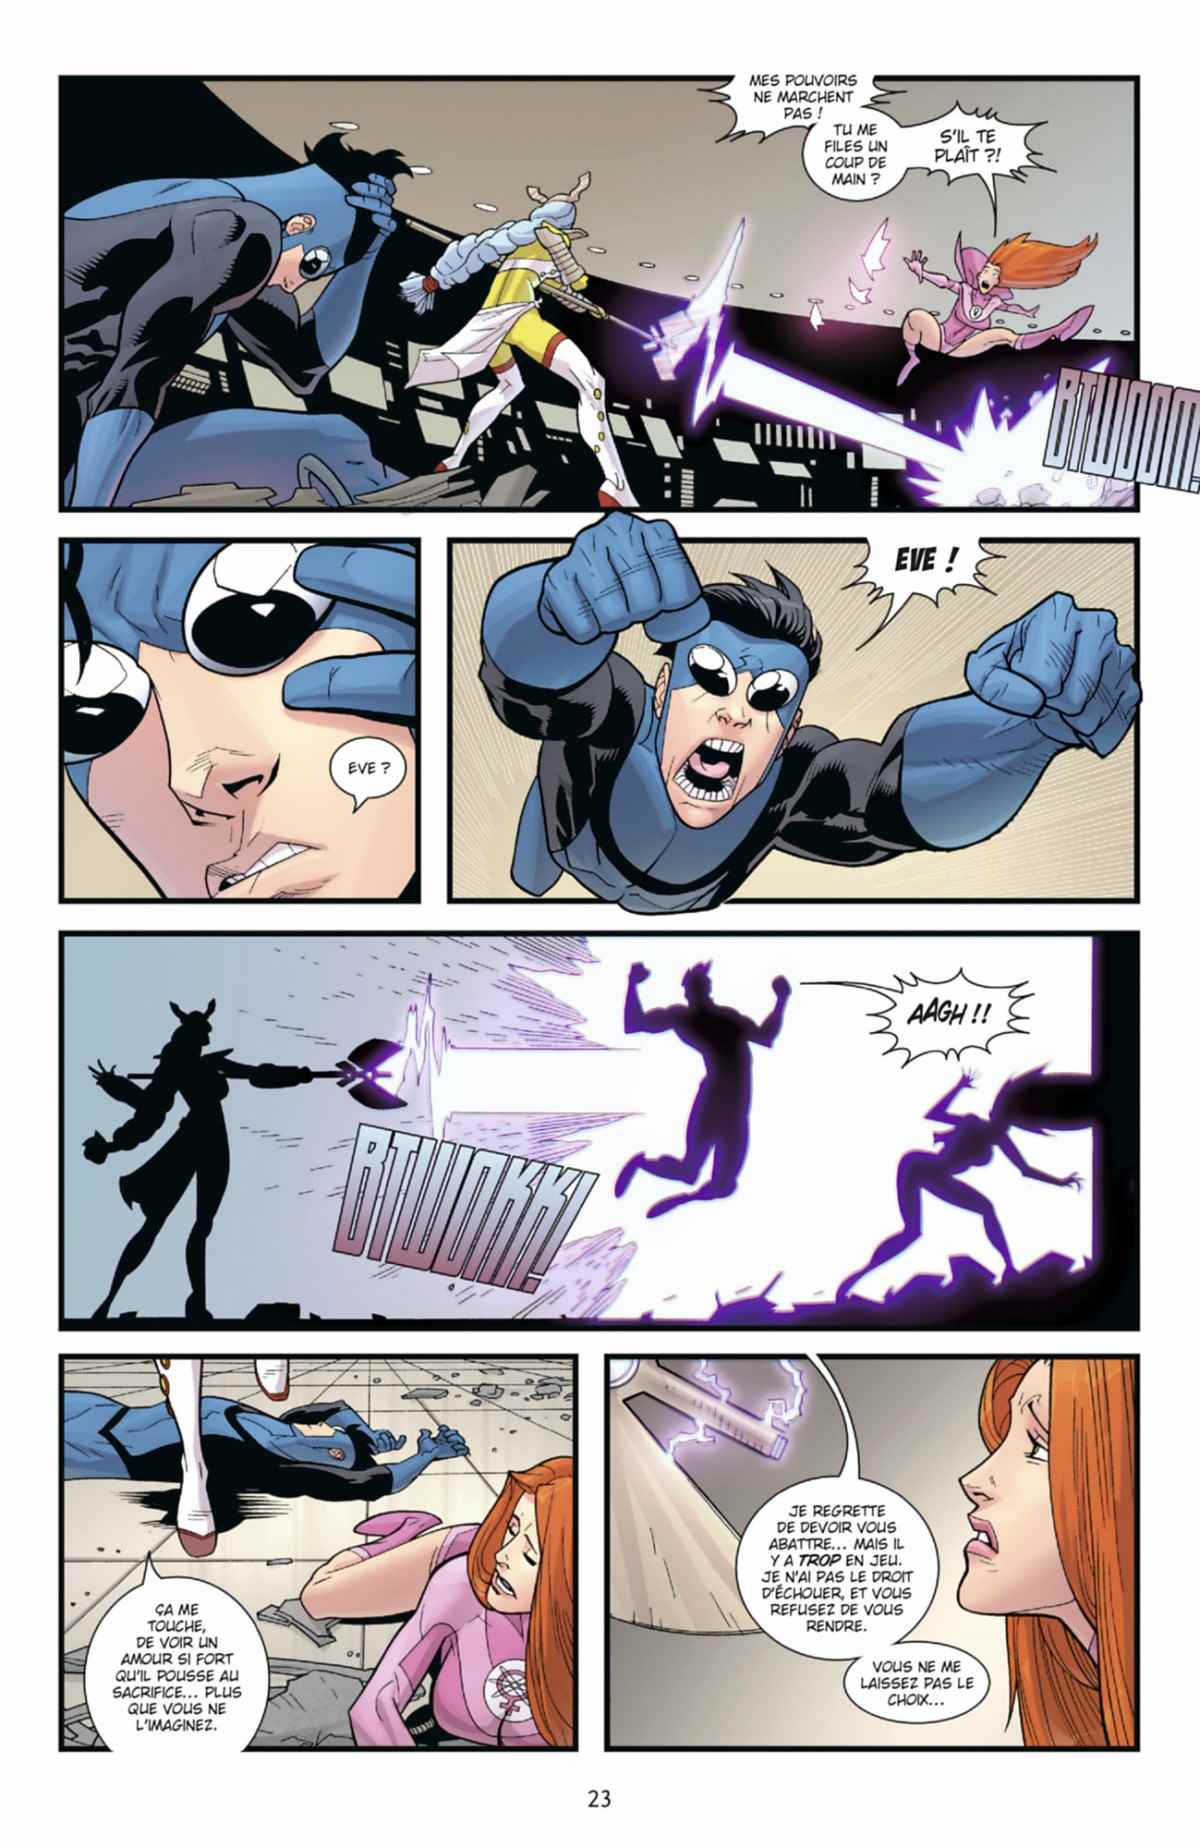 MES POUVOIRS
NE MARCHENT
PAS !
TU ME
FILES UN
COUP DE
MAIN ?
S'IL TE
PLAÎT ?!
BTWOOM!
EVE ?
EVE !
AAGH !!
BTWOKK!
ÇA ME
TOUCHE,
DE VOIR UN
AMOUR SI FORT
QU'IL POUSSE AU
SACRIFICE... PLUS
QUE VOUS NE
L'IMAGINEZ.
JE REGRETTE
DE DEVOIR VOUS
ABATTRE... MAIS IL
Y A TROP EN JEU.
JE N'AI PAS LE DROIT
D'ÉCHOUER, ET VOUS
REFUSEZ DE VOUS
RENDRE.
VOUS NE ME
LAISSEZ PAS LE
CHOIX...
23